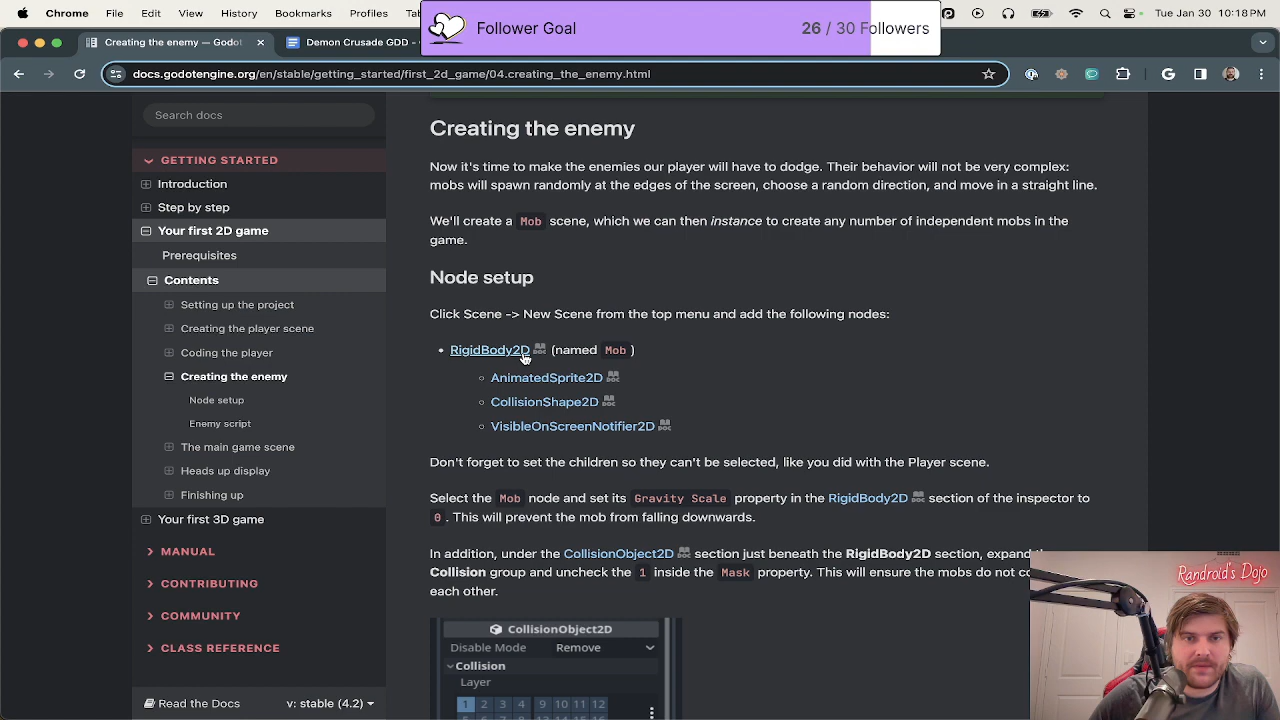 Chrome File Edit
Sun Jun 30 10:18 PM
Follower Goal
26 / 30 Followers
Creating the enemy — Godot
Demon Crusade GDD -
docs.godotengine.org/en/stable/getting_started/first_2d_game/04.creating_the_enemy.html
Search docs
GETTING STARTED
Introduction
Step by step
Your first 2D game
Prerequisites
Contents
Setting up the project
Creating the player scene
Coding the player
Creating the enemy
Node setup
Enemy script
The main game scene
Heads up display
Finishing up
Your first 3D game
MANUAL
CONTRIBUTING
COMMUNITY
CLASS REFERENCE
Read the Docs
v: stable (4.2)
Creating the enemy
Now it's time to make the enemies our player will have to dodge. Their behavior will not be very complex:
mobs will spawn randomly at the edges of the screen, choose a random direction, and move in a straight line.
We'll create a Mob scene, which we can then instance to create any number of independent mobs in the
game.
Node setup
Click Scene -> New Scene from the top menu and add the following nodes:
• RigidBody2D (named Mob )
AnimatedSprite2D
CollisionShape2D
VisibleOnScreenNotifier2D
Don't forget to set the children so they can't be selected, like you did with the Player scene.
Select the Mob node and set its Gravity Scale property in the RigidBody2D section of the inspector to
0 . This will prevent the mob from falling downwards.
In addition, under the CollisionObject2D section just beneath the RigidBody2D section, expand the
Collision group and uncheck the 1 inside the Mask property. This will ensure the mobs do not co
each other.
CollisionObject2D
Disable Mode Remove
Collision
Layer
1 2 3 4 9 10 11 12
Randroid's Dojo